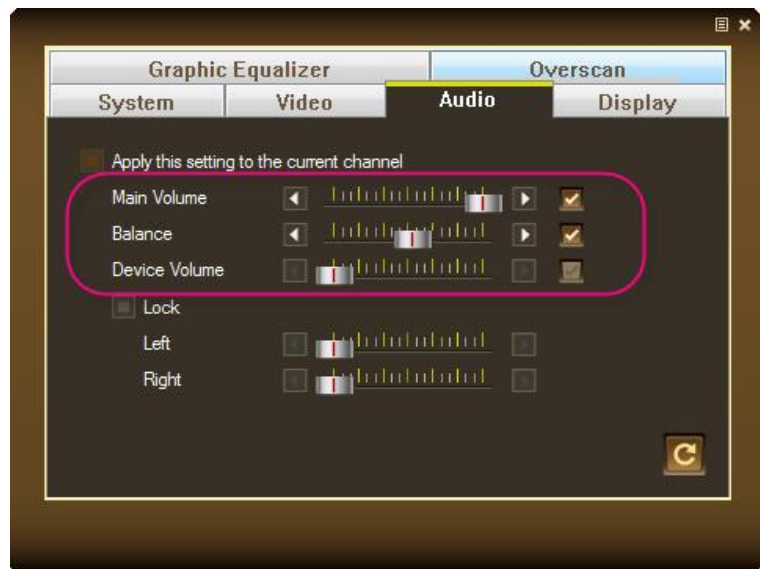 Graphic Equalizer Overscan
System Video Audio Display
Apply this setting to the current channel
Main Volume
Balance
Device Volume
Lock
Left
Right